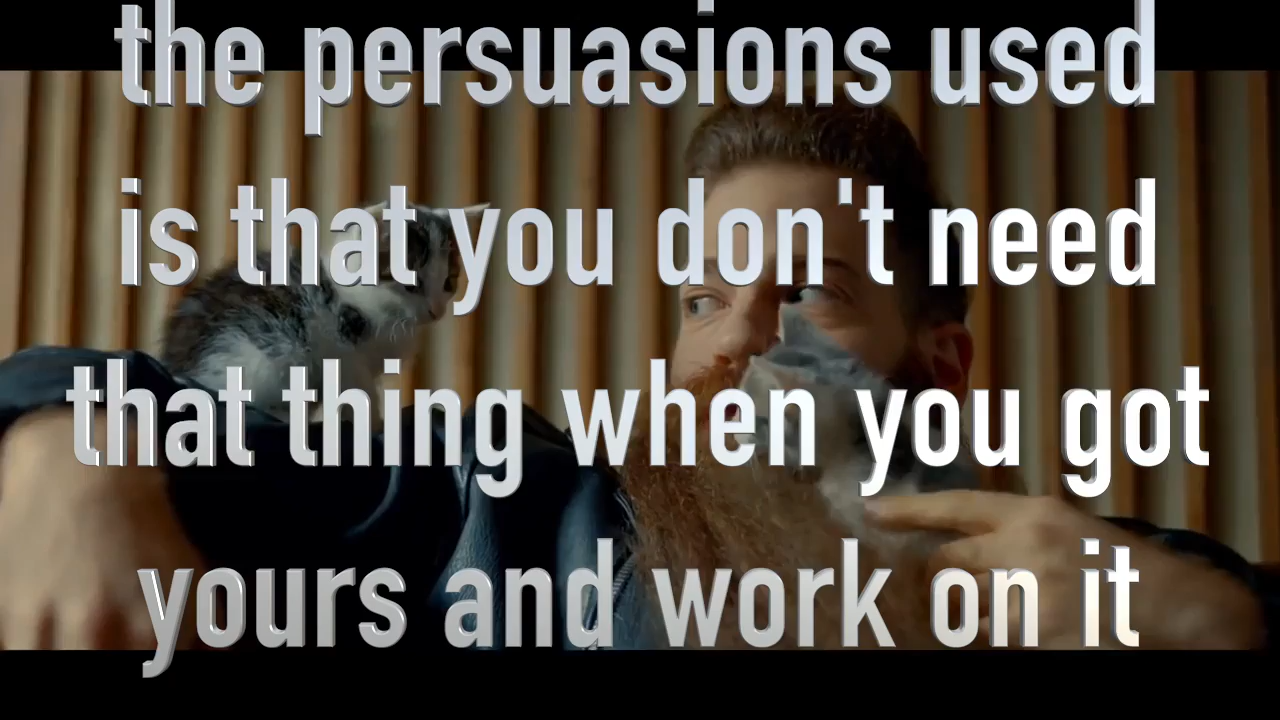 the persuasions used
is that you don't need
that thing when you got
yours and work on it